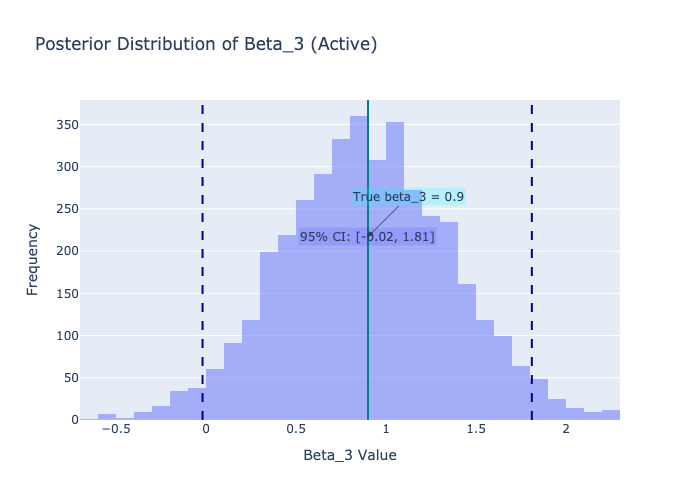 Posterior Distribution of Beta_3 (Active)
350
300
250
200
150
100
50
0
Frequency
True beta_3 = 0.9
95% CI: [-0.02, 1.81]
−0.5
0
0.5
1
1.5
2
Beta_3 Value